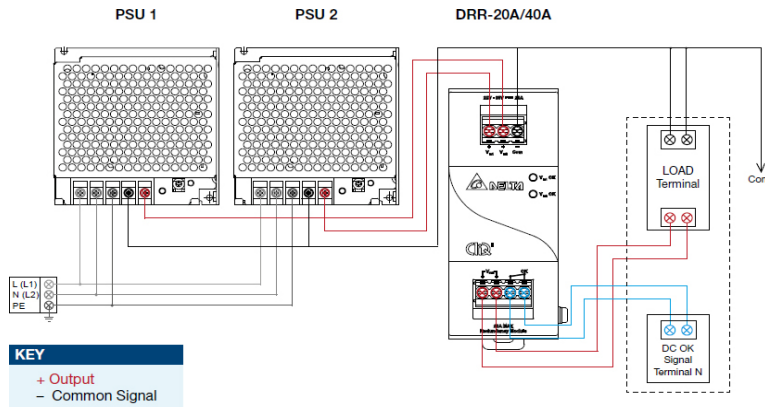 PSU 1
PSU 2
DRR-20A/40A
Com
DELTA
LOAD
Terminal
L (L1)
N (L2)
PE
DC OK
Signal
Terminal N
KEY
+ Output
– Common Signal